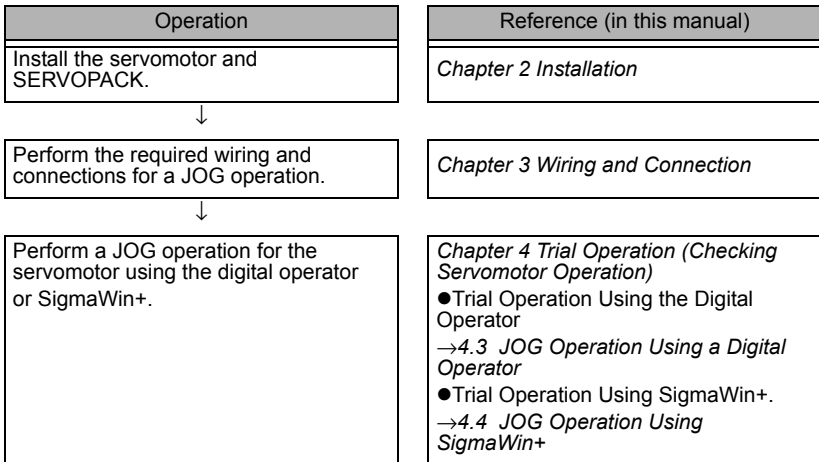 Operation
Reference (in this manual)
Install the servomotor and
SERVOPACK.
Chapter 2 Installation
↓
Perform the required wiring and
connections for a JOG operation.
Chapter 3 Wiring and Connection
↓
Perform a JOG operation for the
servomotor using the digital operator
or SigmaWin+.
Chapter 4 Trial Operation (Checking
Servomotor Operation)
●Trial Operation Using the Digital
Operator
→4.3 JOG Operation Using a Digital
Operator
●Trial Operation Using SigmaWin+.
→4.4 JOG Operation Using
SigmaWin+